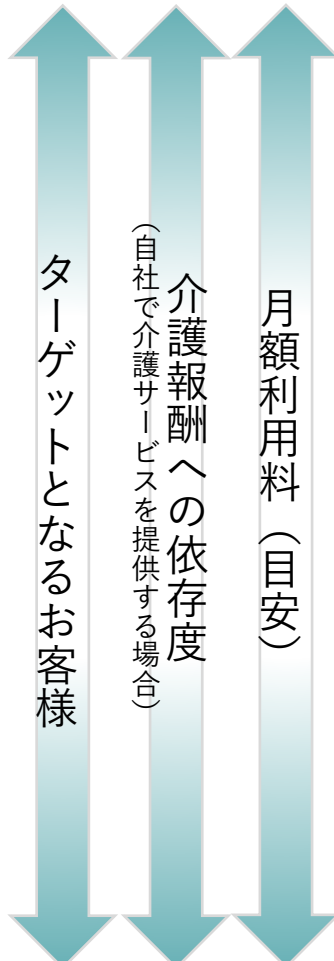 月額利用料（目安）
介護報酬への依存度
（自社で介護サービスを提供する場合）
ターゲットとなるお客様